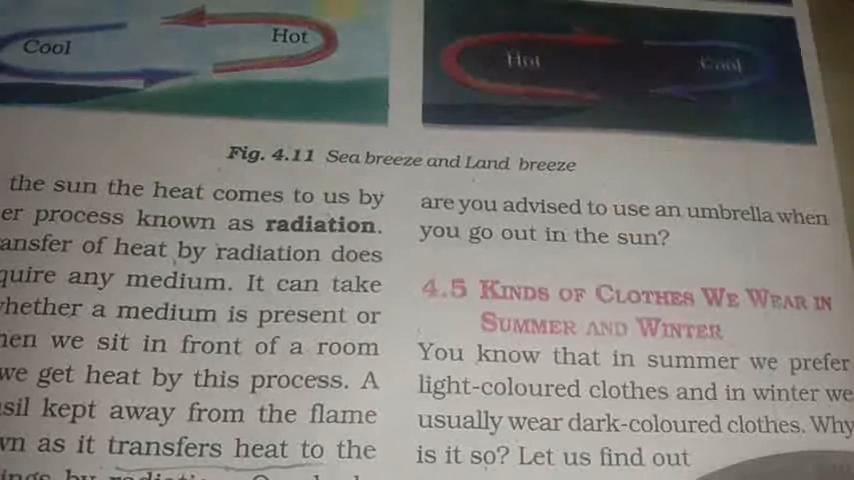 Cool
Hot
Hot
Cool
Fig. 4.11 Sea breeze and Land breeze
the sun the heat comes to us by
er process known as radiation.
ansfer of heat by radiation does
quire any medium. It can take
whether a medium is present or
hen we sit in front of a room
we get heat by this process. A
sil kept away from the flame
wn as it transfers heat to the
are you advised to use an umbrella when
you go out in the sun?
4.5 KINDS OF CLOTHES WE WEAR IN
SUMMER AND WINTER
You know that in summer we prefer
light-coloured clothes and in winter we
usually wear dark-coloured clothes. Why
is it so? Let us find out